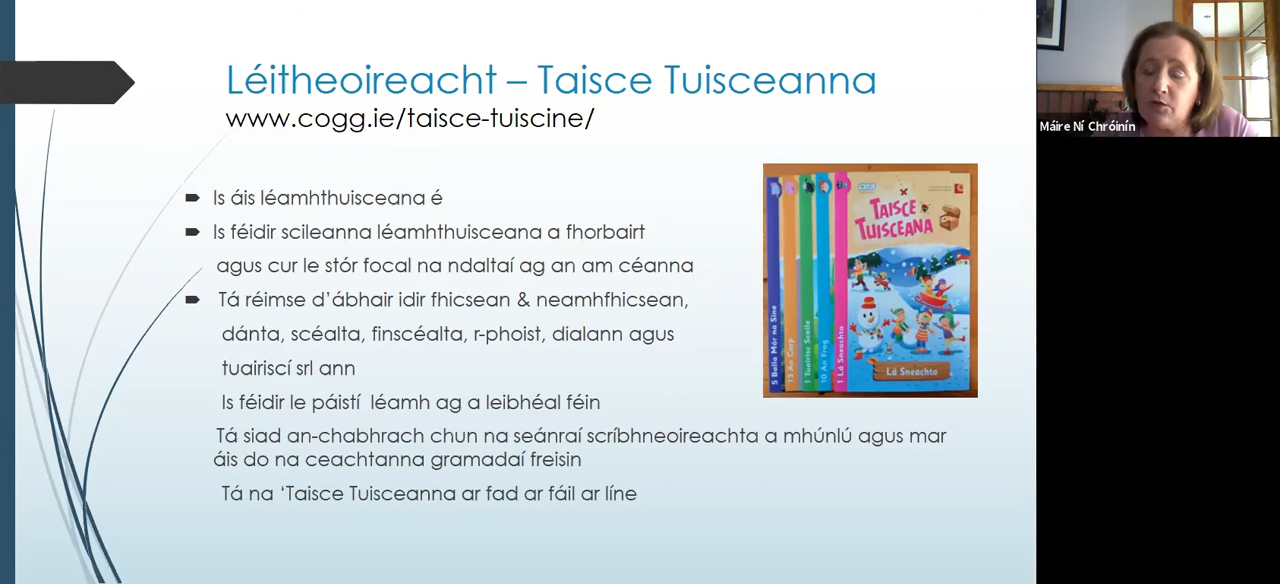 Léitheoireacht – Taisce Tuisceanna
www.cogg.ie/taisce-tuiscine/
Is áis léamhthuisceana é
Is féidir scileanna léamhthuisceana a fhorbairt
agus cur le stór focal na ndaltaí ag an am céanna
Tá réimse d'ábhair idir fhicsean & neamhfhicsean,
dánta, scéalta, finscéalta, r-phoist, dialann agus
tuairiscí srl ann
Is féidir le páistí léamh ag a leibhéal féin
Tá siad an-chabhrach chun na seánraí scríbhneoireachta a mhúnlú agus mar
áis do na ceachtanna gramadaí freisin
Tá na 'Taisce Tuisceanna ar fad ar fáil ar líne
5 Balla Mór na Síne
13 An Corp
1 Tuairisc Scoile
10 An Frog
1 Lá Sneachta
TAISCE
TUISCEANA
Lá Sneachta
Máire Ní Chróinín